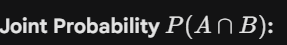 Joint Probability P(A ∩ B):